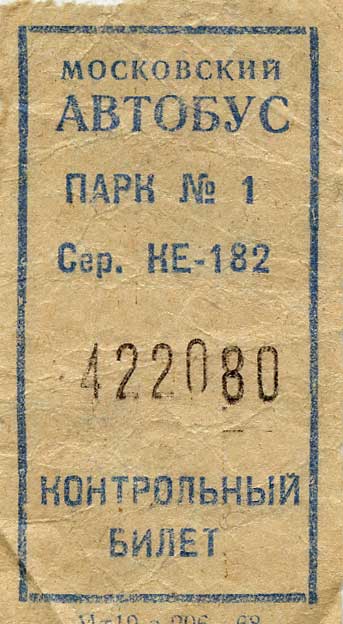 МОСКОВСКИЙ
АВТОБУС
ПАРК № 1
Сер. КЕ-182
422080
КОНТРОЛЬНЫЙ
БИЛЕТ